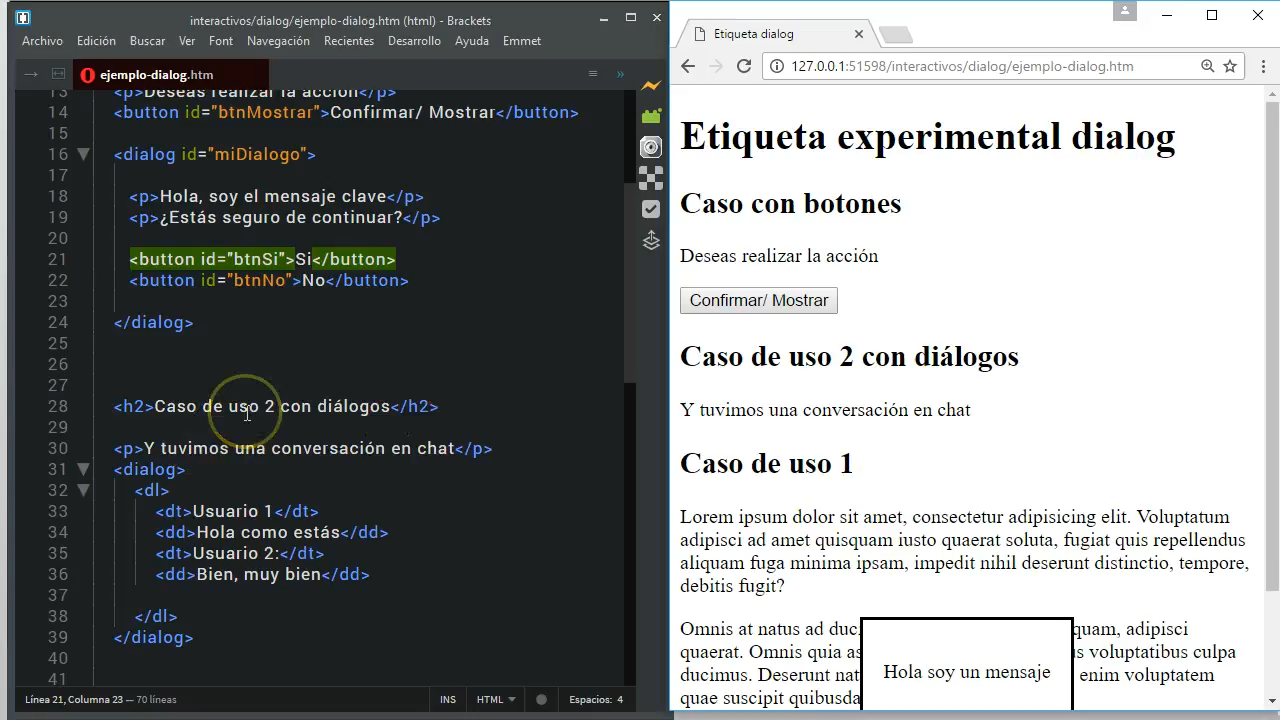 interactivos/dialog/ejemplo-dialog.htm (html) - Brackets
Archivo Edición Buscar Ver Font Navegación Recientes Desarrollo Ayuda Emmet
ejemplo-dialog.htm
13 <p>Deseas realizar la acción</p>
14 <button id="btnMostrar">Confirmar/ Mostrar</button>
15
16 <dialog id="miDialogo">
17
18 <p>Hola, soy el mensaje clave</p>
19 <p>¿Estás seguro de continuar?</p>
20
21 <button id="btnSi">Si</button>
22 <button id="btnNo">No</button>
23
24 </dialog>
25
26
27
28 <h2>Caso de uso 2 con diálogos</h2>
29
30 <p>Y tuvimos una conversación en chat</p>
31 <dialog>
32 <dl>
33 <dt>Usuario 1</dt>
34 <dd>Hola como estás</dd>
35 <dt>Usuario 2:</dt>
36 <dd>Bien, muy bien</dd>
37
38 </dl>
39 </dialog>
40
41
Línea 21, Columna 23 — 70 líneas
INS HTML Espacios: 4
Etiqueta dialog
127.0.0.1:51598/interactivos/dialog/ejemplo-dialog.htm
Etiqueta experimental dialog
Caso con botones
Deseas realizar la acción
Confirmar/ Mostrar
Caso de uso 2 con diálogos
Y tuvimos una conversación en chat
Caso de uso 1
Lorem ipsum dolor sit amet, consectetur adipisicing elit. Voluptatum
adipisci ad amet quisquam iusto quaerat soluta, fugiat quis repellendus
aliquam fuga minima ipsam, impedit nihil deserunt distinctio, tempore,
debitis fugit?
Omnis at natus ad duci quam, adipisci
quaerat. Omnis quia as s voluptatibus culpa
ducimus. Deserunt nat Hola soy un mensaje enim voluptatem
quae suscipit quibusda